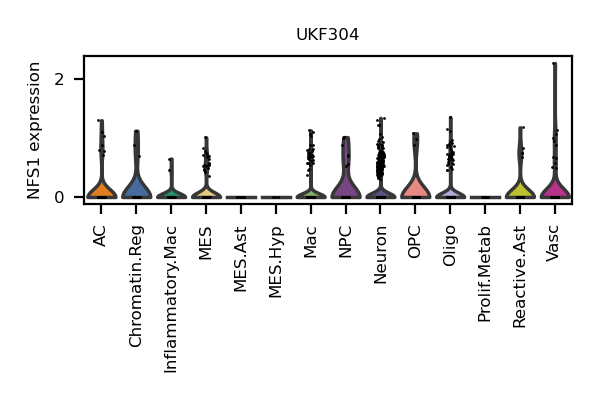 UKF304
NFS1 expression
2
0
AC
Chromatin.Reg
Inflammatory.Mac
MES
MES.Ast
MES.Hyp
Mac
NPC
Neuron
OPC
Oligo
Prolif.Metab
Reactive.Ast
Vasc